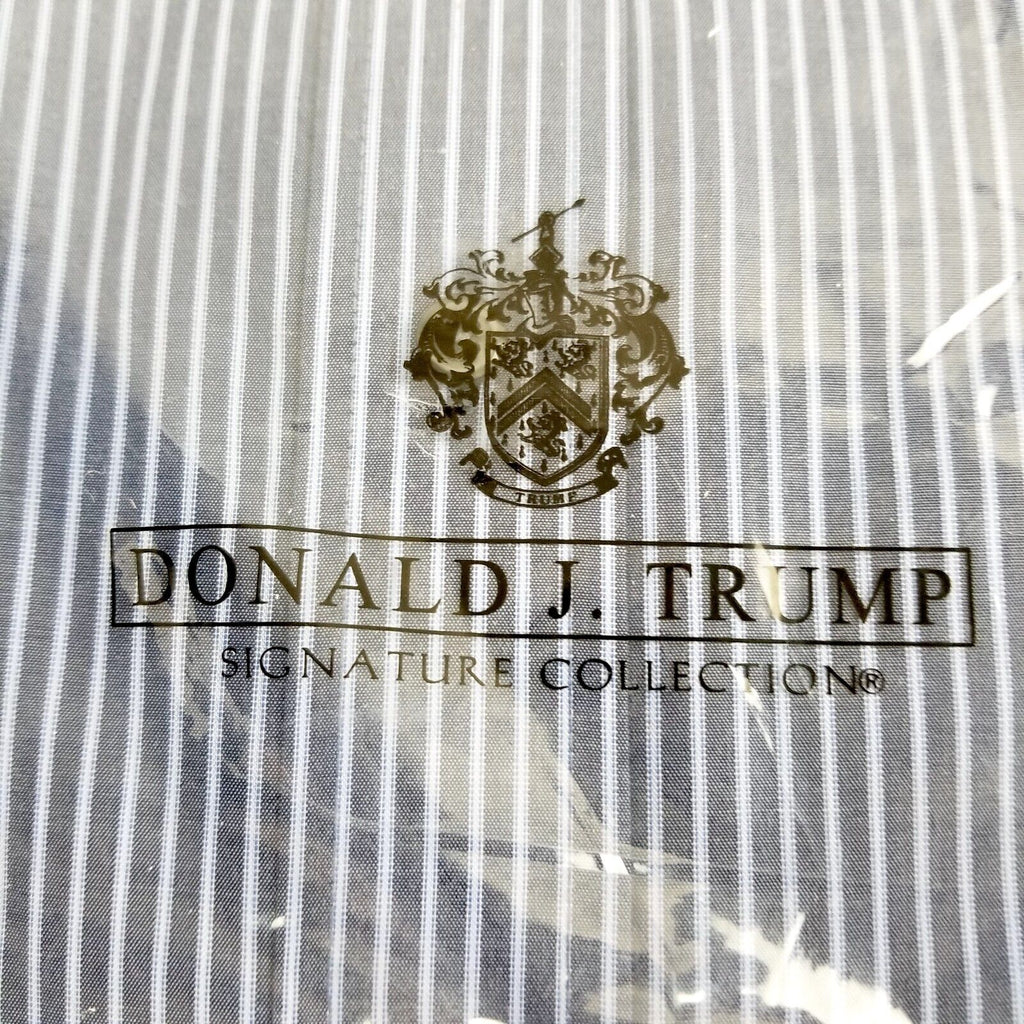 TRUMP
DONALD J. TRUMP
SIGNATURE COLLECTION®